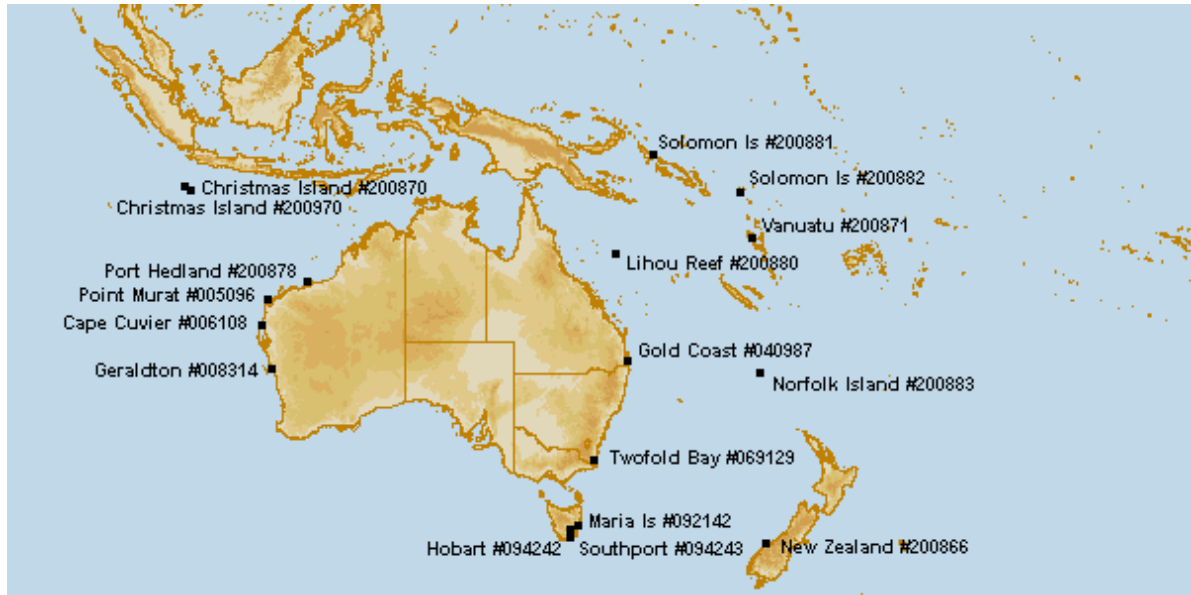 Solomon Is #200881
Solomon Is #200882
Christmas Island #200870
Christmas Island #200970
Vanuatu #200871
Lihou Reef #200880
Port Hedland #200878
Point Murat #005096
Cape Cuvier #006108
Gold Coast #040987
Geraldton #008314
Norfolk Island #200883
Twofold Bay #069129
Maria Is #092142
Hobart #094242
Southport #094243
New Zealand #200866